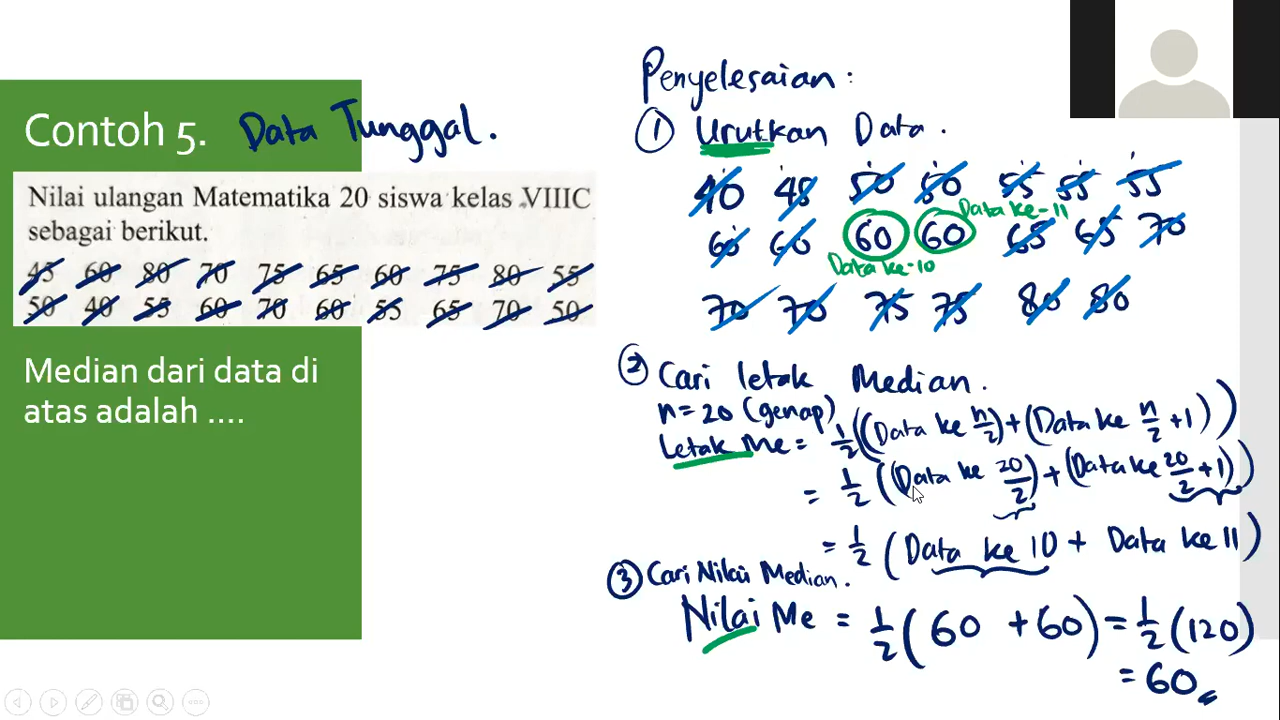 Contoh 5. Data Tunggal.
Nilai ulangan Matematika 20 siswa kelas VIIIC
sebagai berikut.
45 60 80 70 75 65 60 75 80 55
50 40 55 60 70 60 55 65 70 50
Median dari data di
atas adalah ....
Penyelesaian :
① Urutkan Data .
40 45 50 50 55 55 55
Data ke-11
60 60 60 60 65 65 70
Data ke-10
70 70 75 75 80 80
② Cari letak Median .
n = 20 (genap)
Letak Me = 1/2 ((Data ke n/2) + (Data ke n/2 + 1))
= 1/2 ((Data ke 20/2) + (Data ke 20/2 + 1))
= 1/2 (Data ke 10 + Data ke 11)
③ Cari Nilai Median .
Nilai Me = 1/2 (60 + 60) = 1/2 (120)
= 60